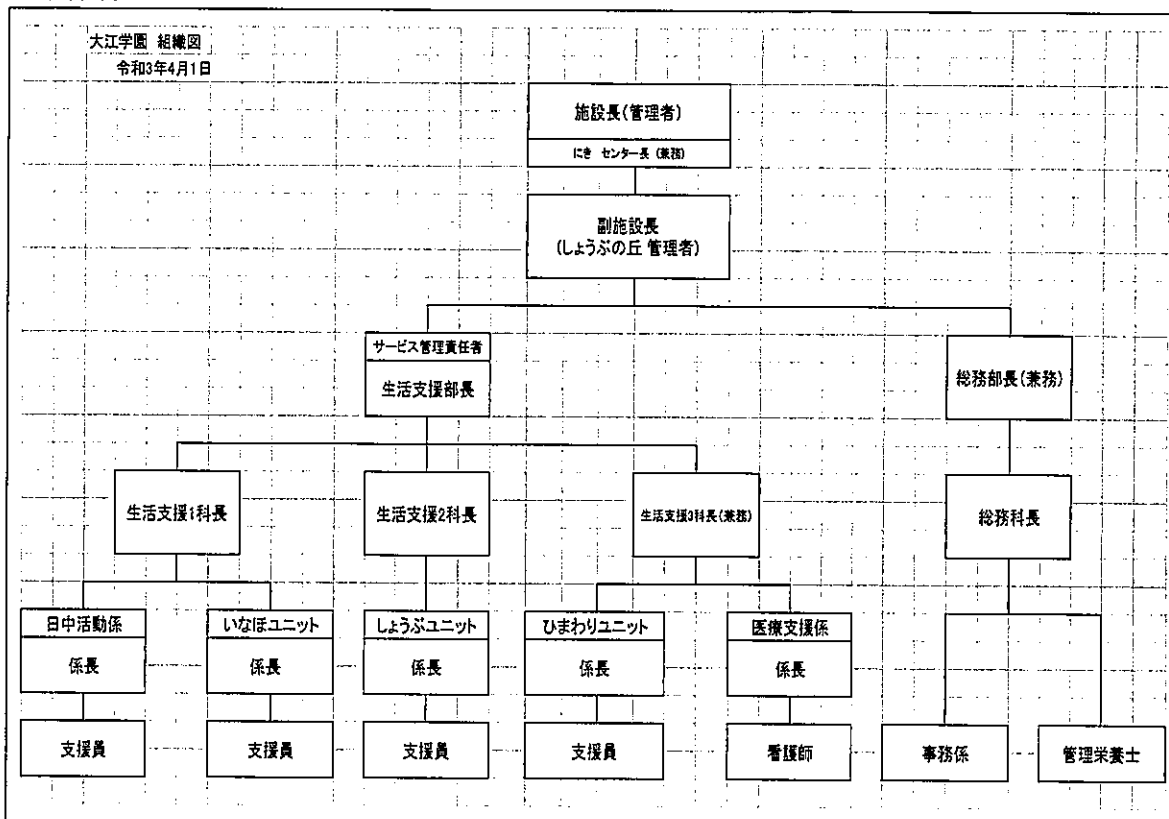 大江学園 組織図
令和3年4月1日
施設長(管理者)
にき センター長 (兼務)
副施設長
(しょうぶの丘 管理者)
サービス管理責任者
生活支援部長
総務部長(兼務)
生活支援1科長
生活支援2科長
生活支援3科長(兼務)
総務科長
日中活動係
係長
いなほユニット
係長
しょうぶユニット
係長
ひまわりユニット
係長
医療支援係
係長
支援員
支援員
支援員
支援員
看護師
事務係
管理栄養士